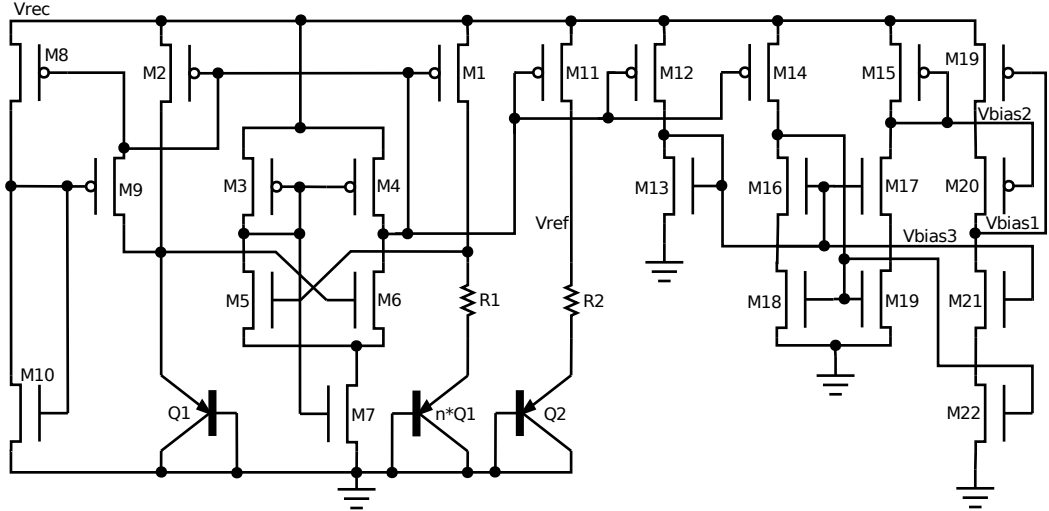 Vrec
M8
M2
M1
M11
M12
M14
M15
M19
Vbias2
M9
M3
M4
M13
M16
M17
M20
Vref
Vbias3
Vbias1
M5
M6
R1
R2
M18
M19
M21
M10
Q1
M7
n*Q1
Q2
M22